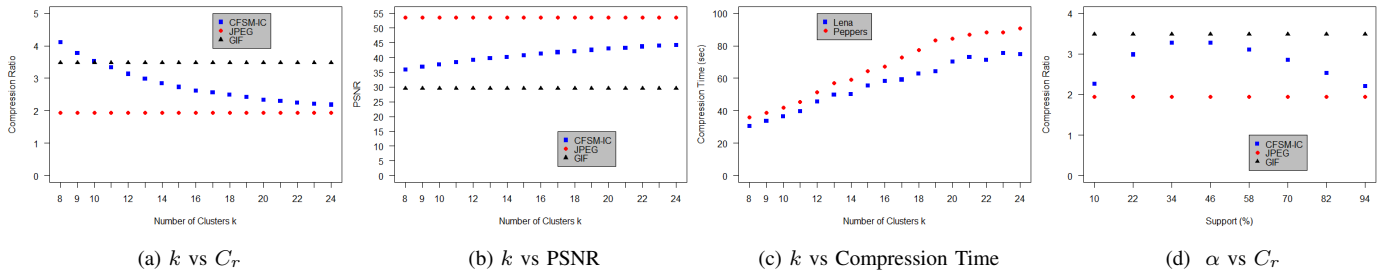 Compression Ratio
5
4
3
2
1
0
CFSM-IC
JPEG
GIF
8 9 10 12 14 16 18 20 22 24
Number of Clusters k
(a) k vs Cr
PSNR
55
50
45
40
35
30
25
20
15
10
5
0
CFSM-IC
JPEG
GIF
8 9 10 12 14 16 18 20 22 24
Number of Clusters k
(b) k vs PSNR
Compression Time (sec)
100
80
60
40
20
0
Lena
Peppers
8 9 10 12 14 16 18 20 22 24
Number of Clusters k
(c) k vs Compression Time
Compression Ratio
4
3
2
1
0
CFSM-IC
JPEG
GIF
10 22 34 46 58 70 82 94
Support (%)
(d) α vs Cr